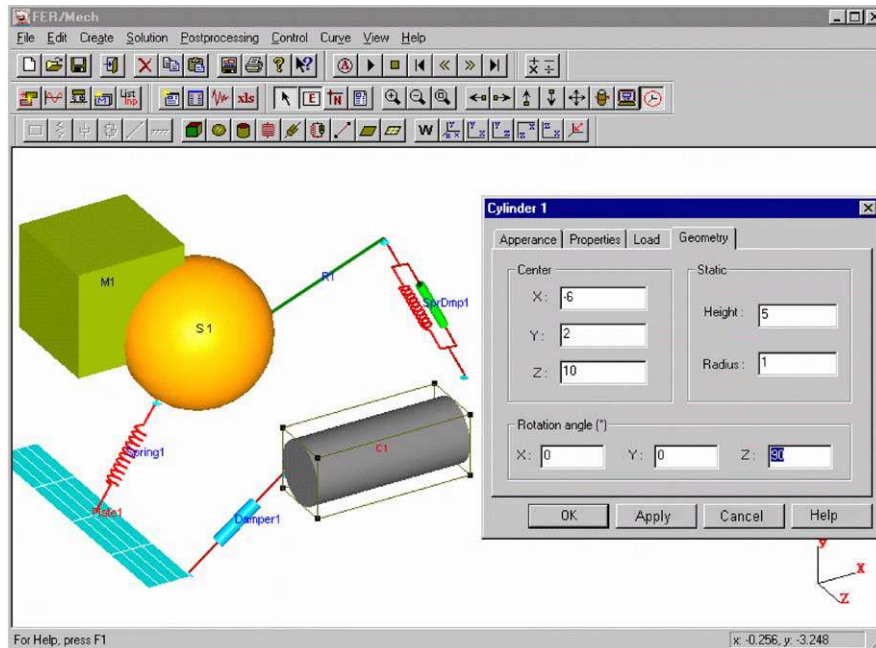 FER/Mech
File Edit Create Solution Postprocessing Control Curve View Help
xls
E
N
W
M1
S1
R1
SprDmp1
Spring1
Plate1
Damper1
C1
Cylinder 1
Apperance Properties Load Geometry
Center
X: -6
Y: 2
Z: 10
Static
Height: 5
Radius: 1
Rotation angle (°)
X: 0 Y: 0 Z: 90
OK Apply Cancel Help
y
X
Z
For Help, press F1
x: -0.256, y: -3.248